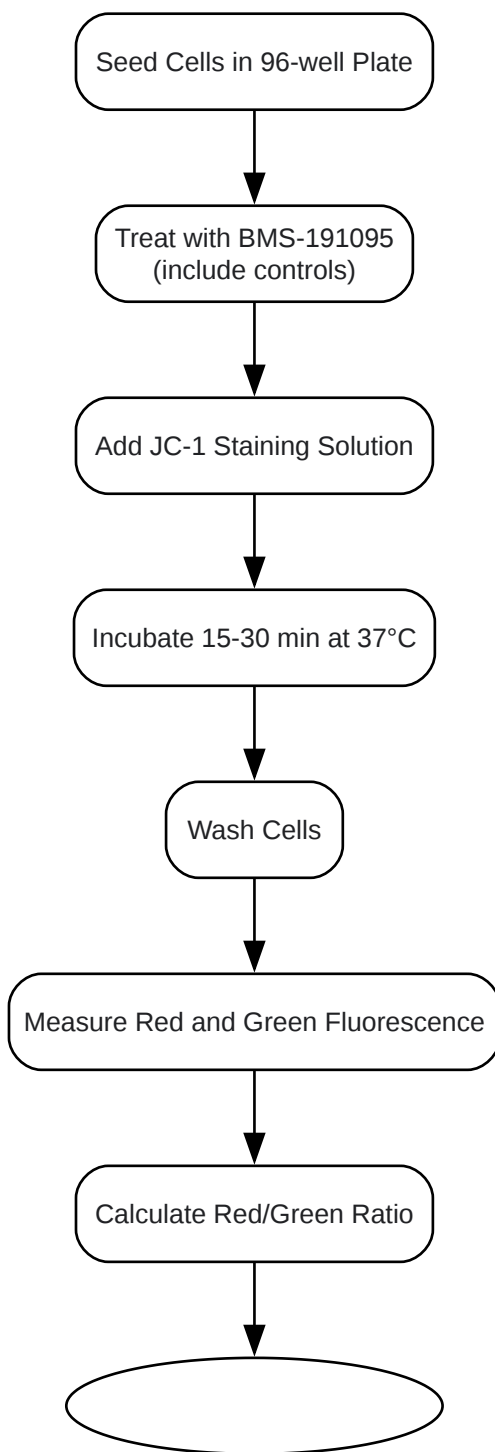 Seed Cells in 96-well Plate
Treat with BMS-191095
(include controls)
Add JC-1 Staining Solution
Incubate 15-30 min at 37°C
Wash Cells
Measure Red and Green Fluorescence
Calculate Red/Green Ratio